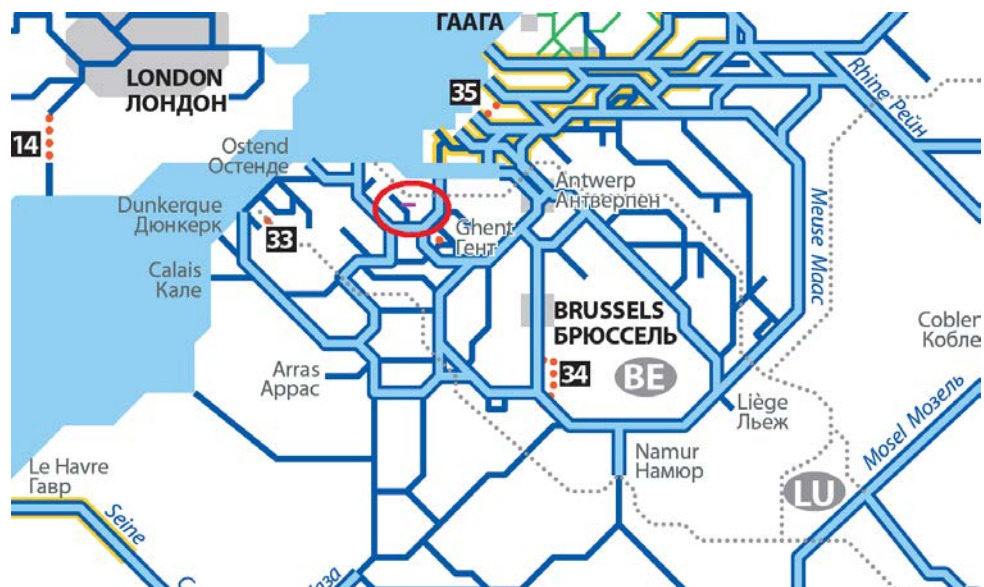 ГААГА
LONDON
ЛОНДОН
35
Rhine Рейн
14
Ostend
Остенде
Antwerp
Антверпен
Dunkerque
Дюнкерк
33
Ghent
Гент
Meuse Маас
Calais
Кале
BRUSSELS
БРЮССЕЛЬ
Coblen
Кобле
Arras
Аррас
34
BE
Liège
Льеж
Mosel Мозель
Namur
Намюр
Le Havre
Гавр
LU
Seine